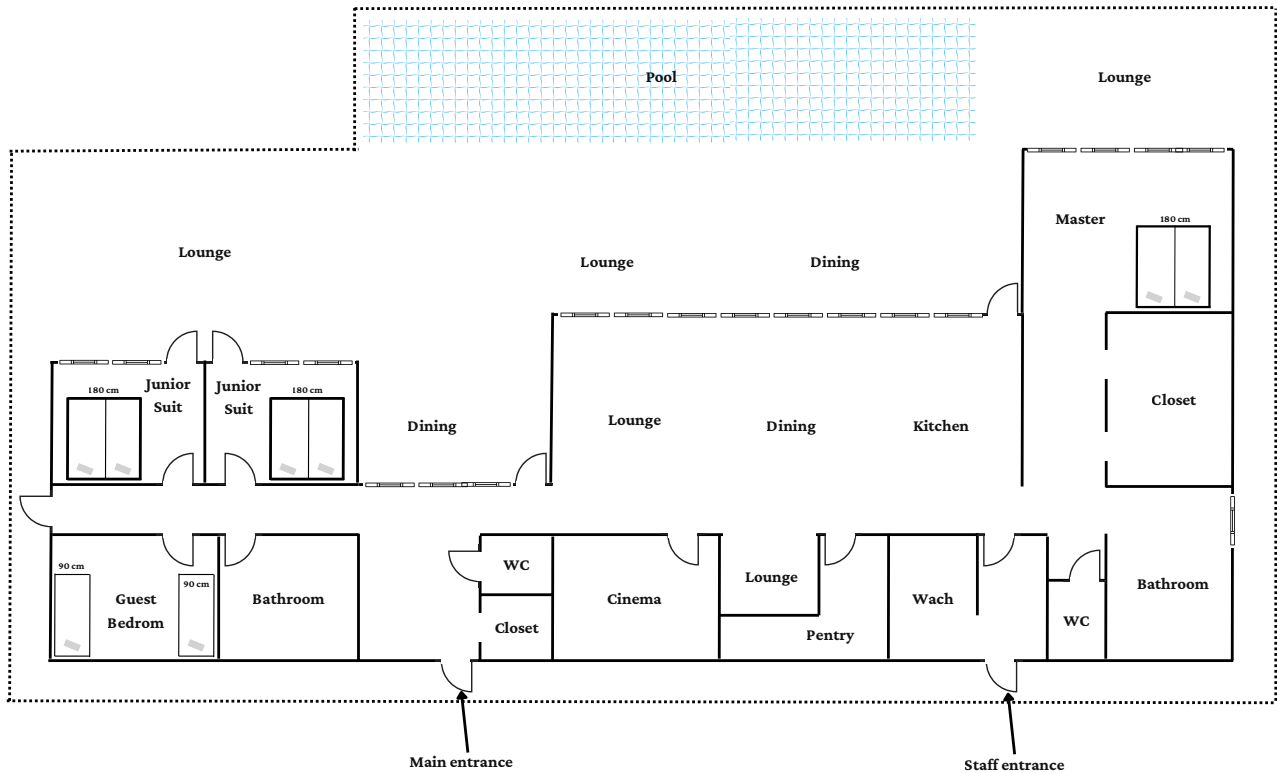 Pool
Lounge
Master
180 cm
Lounge
Lounge
Dining
Junior
Suit
Junior
Suit
180 cm
180 cm
Closet
Dining
Lounge
Dining
Kitchen
90 cm
90 cm
Guest
Bedrom
Bathroom
WC
Closet
Cinema
Lounge
Pentry
Wach
WC
Bathroom
Main entrance
Staff entrance